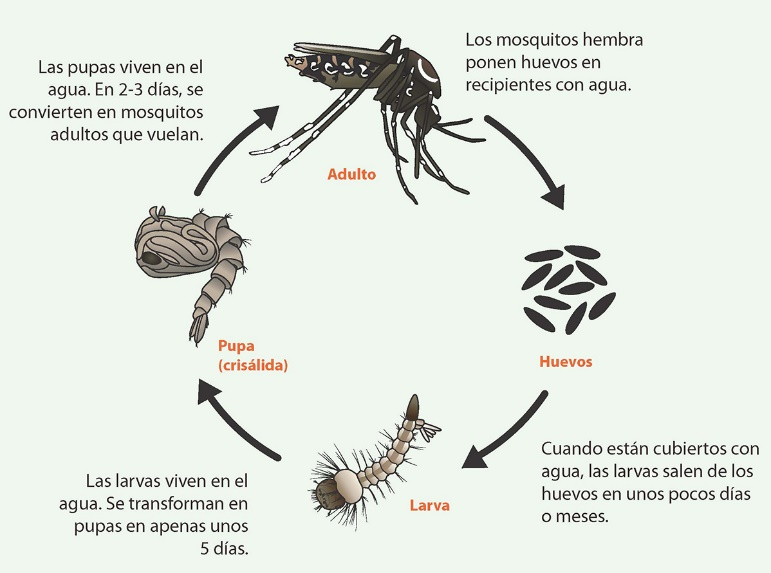 Las pupas viven en el
agua. En 2-3 días, se
convierten en mosquitos
adultos que vuelan.
Los mosquitos hembra
ponen huevos en
recipientes con agua.
Adulto
Huevos
Cuando están cubiertos con
agua, las larvas salen de los
huevos en unos pocos días
o meses.
Larva
Las larvas viven en el
agua. Se transforman en
pupas en apenas unos
5 días.
Pupa
(crisálida)